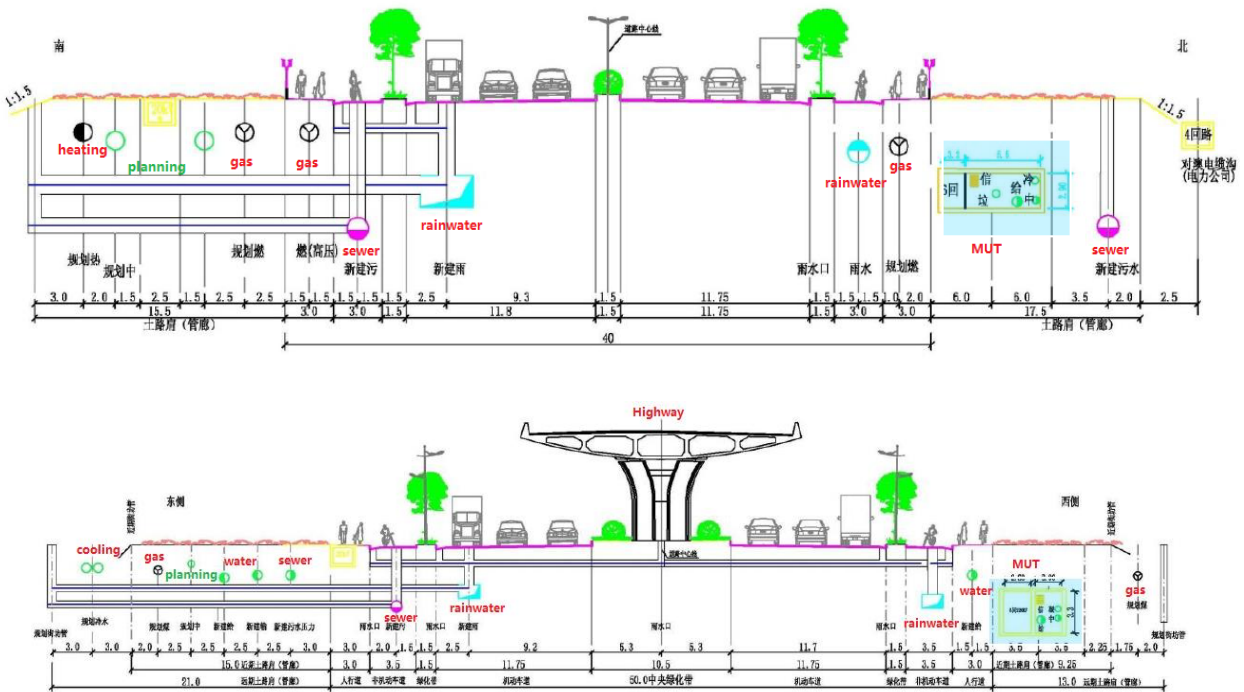 南
道路中心线
北
1:1.5
1:1.5
4回路
对埋电缆沟
(电力公司)
heating
planning
gas
gas
rainwater
gas
信
冷
给
垃
中
rainwater
MUT
sewer
sewer
规划热
规划中
规划燃
燃(高压)
新建污
新建雨
雨水口
雨水
规划燃
新建污水
3.0 2.0 1.5 2.5 1.5 2.5 2.5 1.5 1.5 1.5 1.5 1.5 2.5 9.3 1.5 11.75 1.5 1.5 1.5 1.0 2.0 6.0 6.0 3.5 2.0 2.5
15.5 3.0 3.0 1.5 11.8 1.5 11.75 1.5 3.0 3.0 17.5
土路肩（管廊）
土路肩（管廊）
40
Highway
东侧
西侧
cooling
gas
planning
water
sewer
道路中心线
MUT
water
gas
rainwater
sewer
rainwater
规划冷水
规划中
新建给
新建污水压力
雨水口
新建污
雨水口
新建雨
雨水口
雨水口
新建给
3.0 3.0 2.0 2.5 2.5 2.5 2.5 3.0 3.0 2.0 1.5 1.5 2.5 9.2 5.3 5.3 11.7 1.5 3.5 1.5 1.5 2.25 1.75 2.0
15.0 近期土路肩（管廊） 3.0 3.5 1.5 11.75 10.5 11.75 1.5 3.5 3.0 近期土路肩（管廊） 9.25
21.0 远期土路肩（管廊） 人行道 非机动车道 绿化带 机动车道 50.0中央绿化带 机动车道 绿化带 非机动车道 人行道 13.0 远期土路肩（管廊）